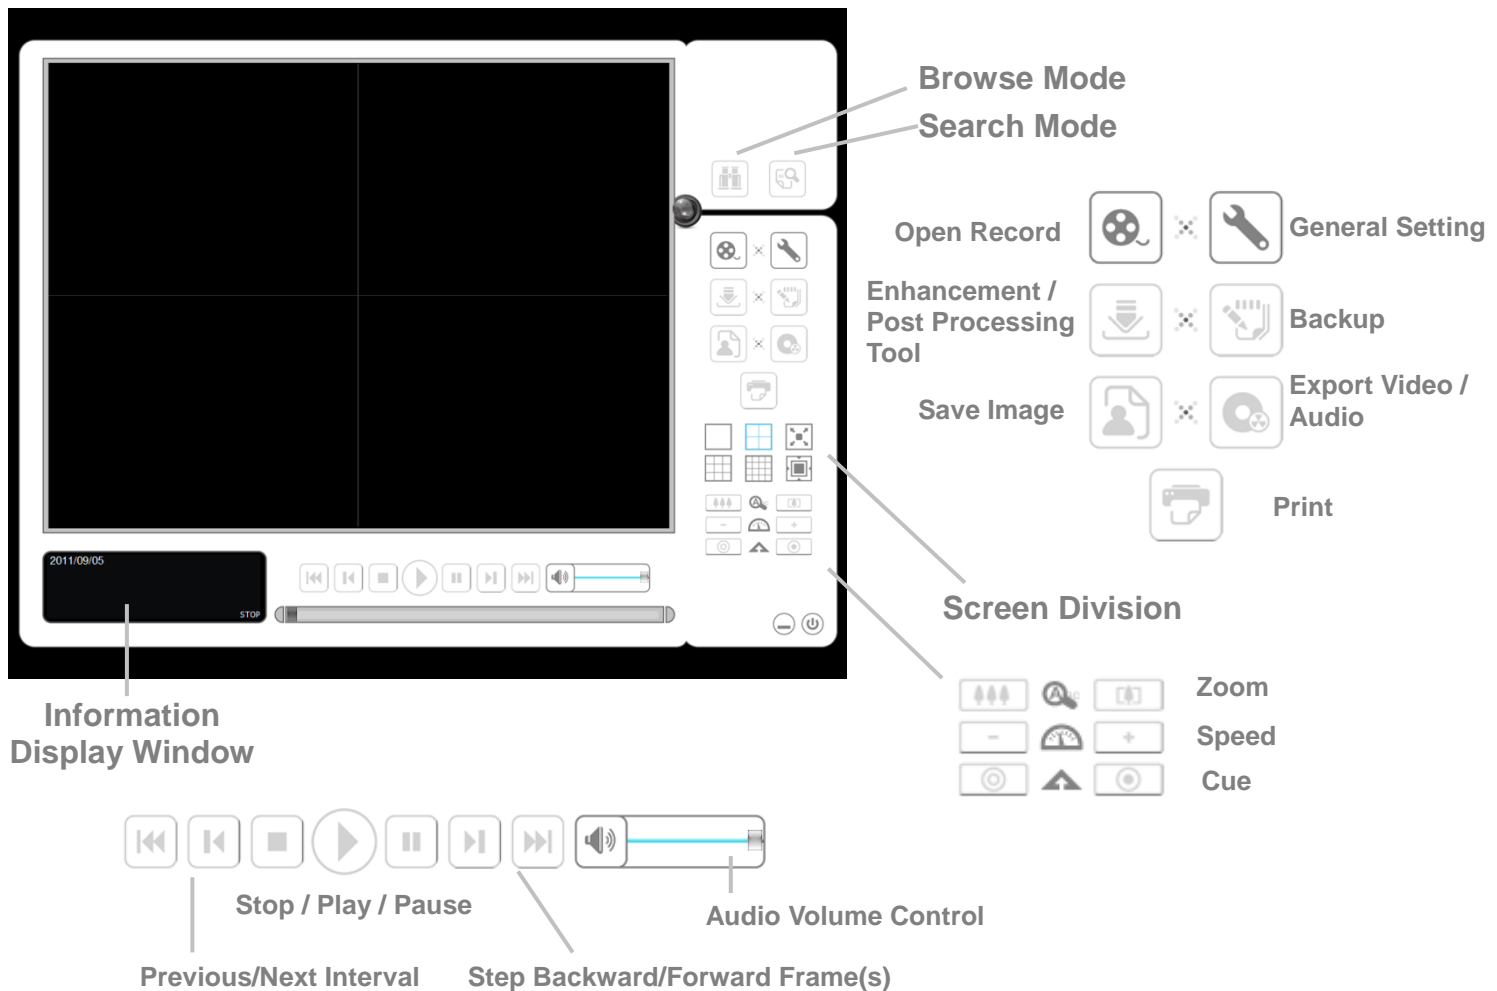 Browse Mode
Search Mode
Open Record
General Setting
Enhancement /
Post Processing
Tool
Backup
Save Image
Export Video /
Audio
Print
2011/09/05
STOP
Screen Division
Information
Display Window
Zoom
Speed
Cue
Stop / Play / Pause
Audio Volume Control
Previous/Next Interval
Step Backward/Forward Frame(s)